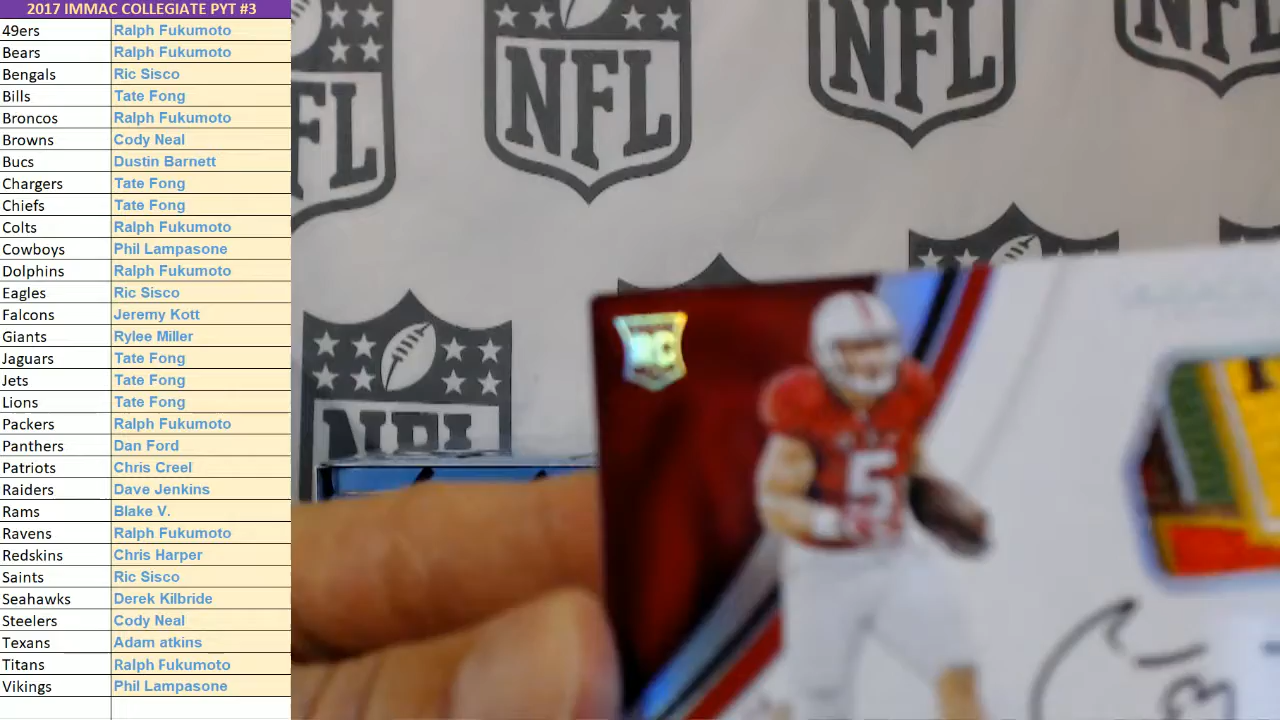 2017 IMMAC COLLEGIATE PYT #3
49ers Ralph Fukumoto
Bears Ralph Fukumoto
Bengals Ric Sisco
Bills Tate Fong
Broncos Ralph Fukumoto
Browns Cody Neal
Bucs Dustin Barnett
Chargers Tate Fong
Chiefs Tate Fong
Colts Ralph Fukumoto
Cowboys Phil Lampasone
Dolphins Ralph Fukumoto
Eagles Ric Sisco
Falcons Jeremy Kott
Giants Rylee Miller
Jaguars Tate Fong
Jets Tate Fong
Lions Tate Fong
Packers Ralph Fukumoto
Panthers Dan Ford
Patriots Chris Creel
Raiders Dave Jenkins
Rams Blake V.
Ravens Ralph Fukumoto
Redskins Chris Harper
Saints Ric Sisco
Seahawks Derek Kilbride
Steelers Cody Neal
Texans Adam atkins
Titans Ralph Fukumoto
Vikings Phil Lampasone
NFL
NFL
NFL
NFL
NFL
RC
5